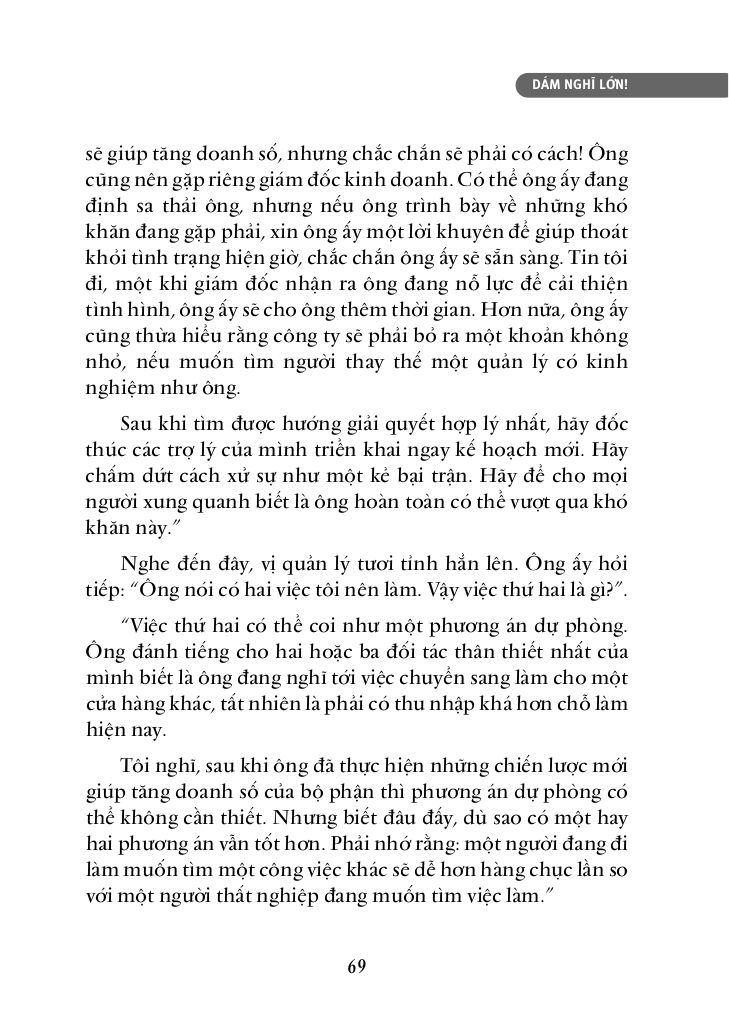 DÁM NGHĨ LỚN!
sẽ giúp tăng doanh số, nhưng chắc chắn sẽ phải có cách! Ông
cũng nên gặp riêng giám đốc kinh doanh. Có thể ông ấy đang
định sa thải ông, nhưng nếu ông trình bày về những khó
khăn đang gặp phải, xin ông ấy một lời khuyên để giúp thoát
khỏi tình trạng hiện giờ, chắc chắn ông ấy sẽ sẵn sàng. Tin tôi
đi, một khi giám đốc nhận ra ông đang nỗ lực để cải thiện
tình hình, ông ấy sẽ cho ông thêm thời gian. Hơn nữa, ông ấy
cũng thừa hiểu rằng công ty sẽ phải bỏ ra một khoản không
nhỏ, nếu muốn tìm người thay thế một quản lý có kinh
nghiệm như ông.
Sau khi tìm được hướng giải quyết hợp lý nhất, hãy đốc
thúc các trợ lý của mình triển khai ngay kế hoạch mới. Hãy
chấm dứt cách xử sự như một kẻ bại trận. Hãy để cho mọi
người xung quanh biết là ông hoàn toàn có thể vượt qua khó
khăn này.”
Nghe đến đây, vị quản lý tươi tỉnh hẳn lên. Ông ấy hỏi
tiếp: “Ông nói có hai việc tôi nên làm. Vậy việc thứ hai là gì?”.
“Việc thứ hai có thể coi như một phương án dự phòng.
Ông đánh tiếng cho hai hoặc ba đối tác thân thiết nhất của
mình biết là ông đang nghĩ tới việc chuyển sang làm cho một
cửa hàng khác, tất nhiên là phải có thu nhập khá hơn chỗ làm
hiện nay.
Tôi nghĩ, sau khi ông đã thực hiện những chiến lược mới
giúp tăng doanh số của bộ phận thì phương án dự phòng có
thể không cần thiết. Nhưng biết đâu đấy, dù sao có một hay
hai phương án vẫn tốt hơn. Phải nhớ rằng: một người đang đi
làm muốn tìm một công việc khác sẽ dễ hơn hàng chục lần so
với một người thất nghiệp đang muốn tìm việc làm.”
69